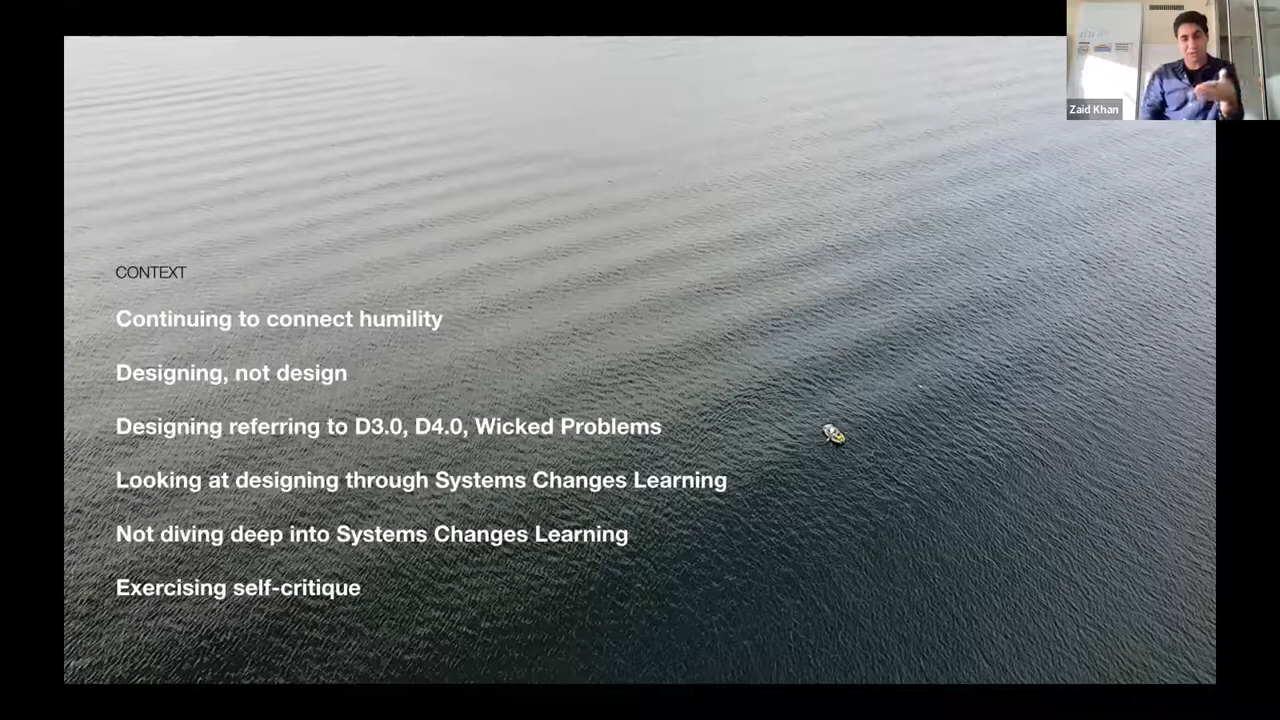 Zaid Khan
CONTEXT
Continuing to connect humility
Designing, not design
Designing referring to D3.0, D4.0, Wicked Problems
Looking at designing through Systems Changes Learning
Not diving deep into Systems Changes Learning
Exercising self-critique